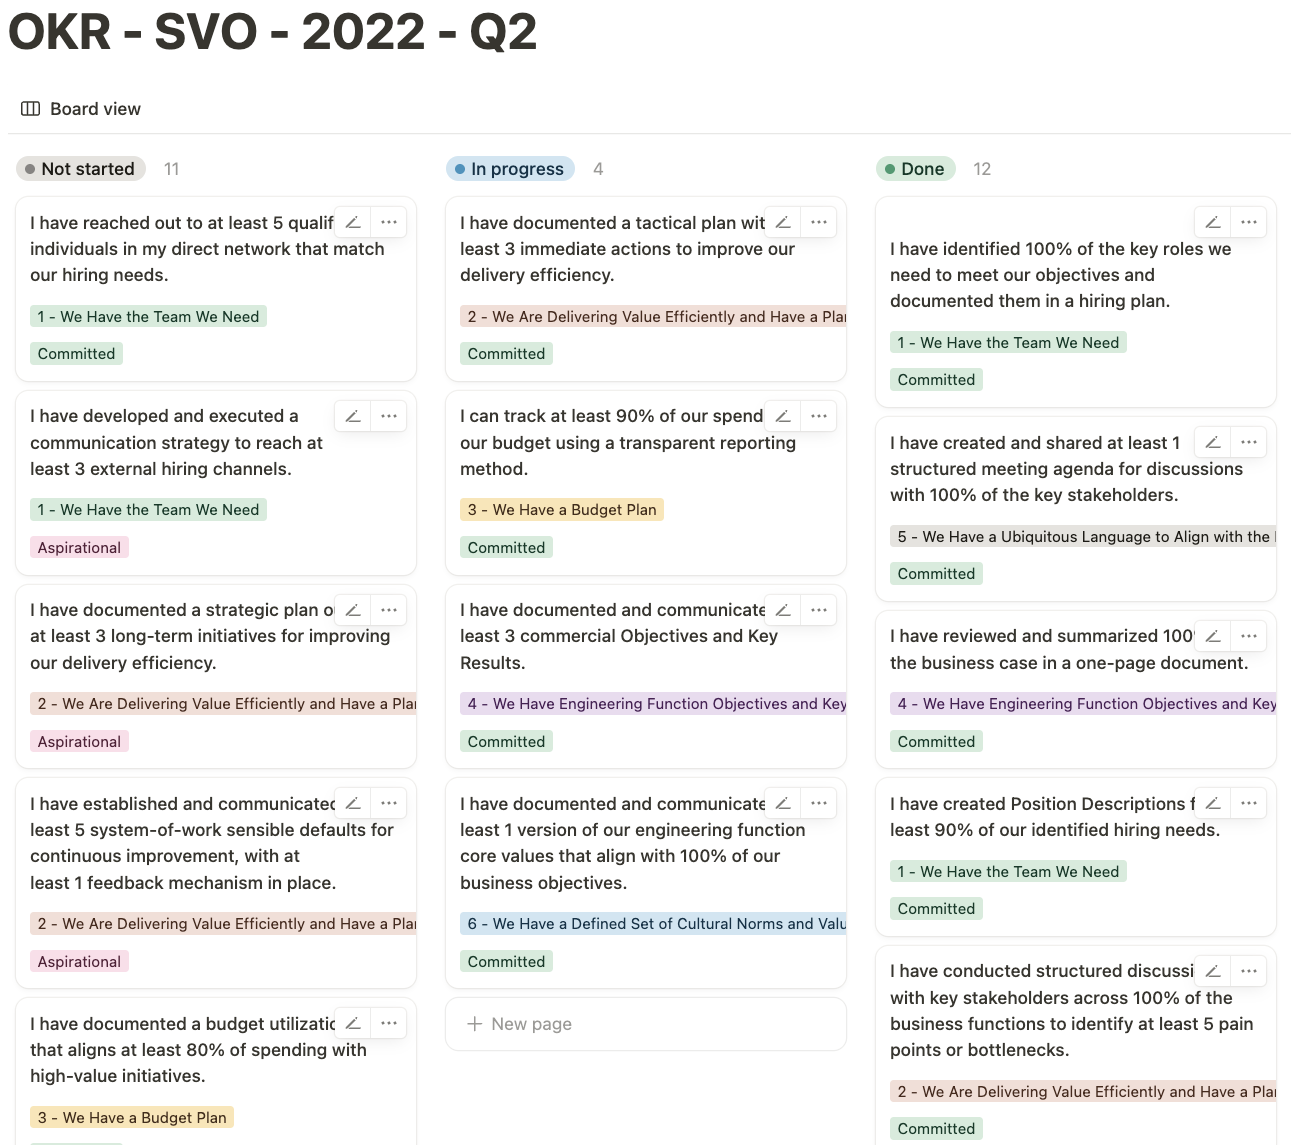 OKR - SVO - 2022 - Q2
Board view
Not started 11
I have reached out to at least 5
individuals in my direct network that match
our hiring needs.
1 - We Have the Team We Need
Committed
I have developed and executed a
communication strategy to reach at
least 3 external hiring channels.
1 - We Have the Team We Need
Aspirational
I have documented a strategic plan
at least 3 long-term initiatives for improving
our delivery efficiency.
2 - We Are Delivering Value Efficiently and Have a
Aspirational
I have established and communicated
least 5 system-of-work sensible defaults for
continuous improvement, with at
least 1 feedback mechanism in place.
2 - We Are Delivering Value Efficiently and Have a
Aspirational
I have documented a budget
that aligns at least 80% of spending with
high-value initiatives.
3 - We Have a Budget Plan
In progress 4
I have documented a tactical plan
least 3 immediate actions to improve our
delivery efficiency.
2 - We Are Delivering Value Efficiently and Have a
Committed
I can track at least 90% of our spend
our budget using a transparent reporting
method.
3 - We Have a Budget Plan
Committed
I have documented and
least 3 commercial Objectives and Key
Results.
4 - We Have Engineering Function Objectives and Key
Committed
I have documented and
least 1 version of our engineering function
core values that align with 100% of our
business objectives.
6 - We Have a Defined Set of Cultural Norms and
Committed
New page
Done 12
I have identified 100% of the key roles we
need to meet our objectives and
documented them in a hiring plan.
1 - We Have the Team We Need
Committed
I have created and shared at least 1
structured meeting agenda for discussions
with 100% of the key stakeholders.
5 - We Have a Ubiquitous Language to Align with the
Committed
I have reviewed and summarized
the business case in a one-page document.
4 - We Have Engineering Function Objectives and Key
Committed
I have created Position Descriptions
least 90% of our identified hiring needs.
1 - We Have the Team We Need
Committed
I have conducted structured
with key stakeholders across 100% of the
business functions to identify at least 5 pain
points or bottlenecks.
2 - We Are Delivering Value Efficiently and Have a
Committed